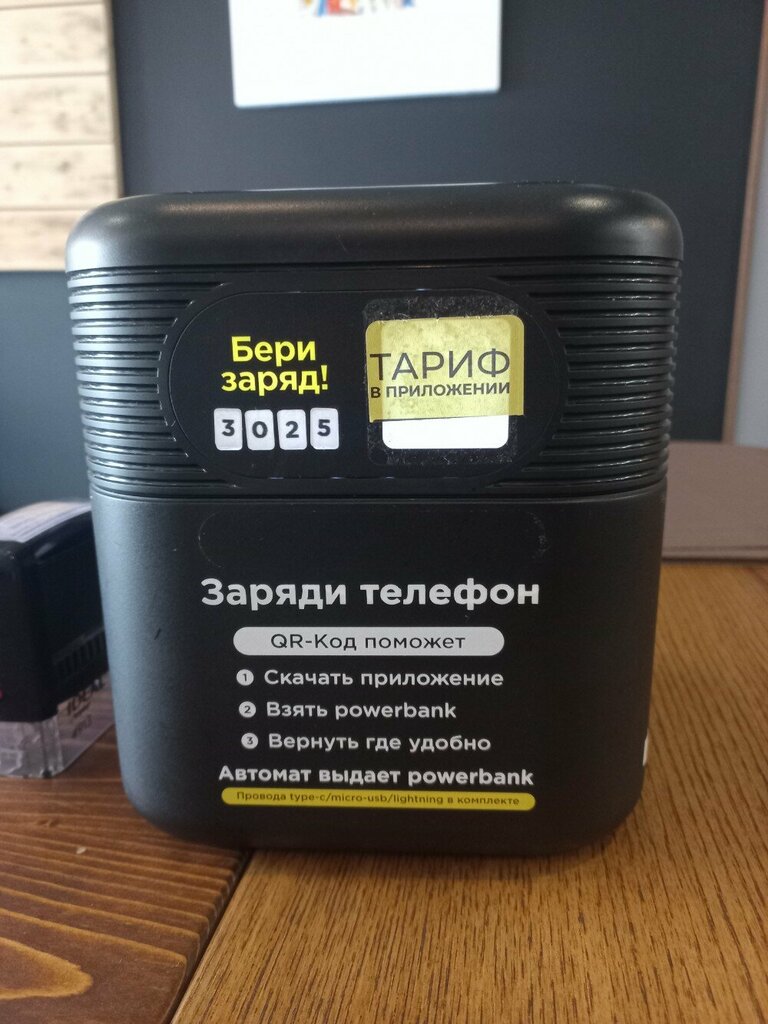 Бери
заряд!
3025
ТАРИФ
В ПРИЛОЖЕНИИ
Заряди телефон
QR-Код поможет
1 Скачать приложение
2 Взять powerbank
3 Вернуть где удобно
Автомат выдает powerbank
Провода type-c/micro-usb/lightning в комплекте